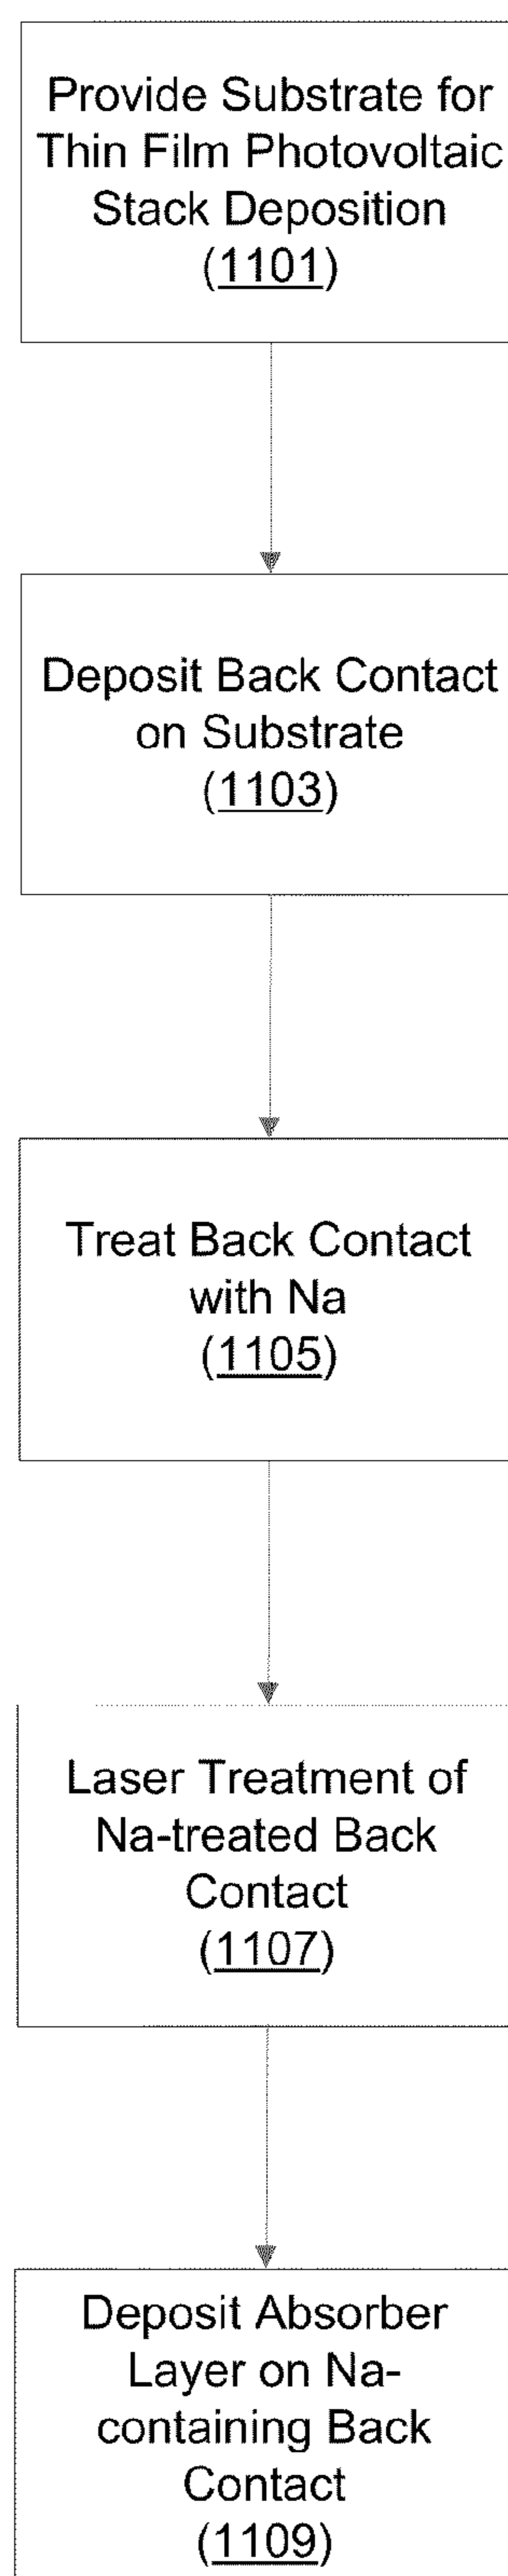 Provide Substrate for
Thin Film Photovoltaic
Stack Deposition
(1101)
Deposit Back Contact
on Substrate
(1103)
Treat Back Contact
with Na
(1105)
Laser Treatment of
Na-treated Back
Contact
(1107)
Deposit Absorber
Layer on Na-
containing Back
Contact
(1109)